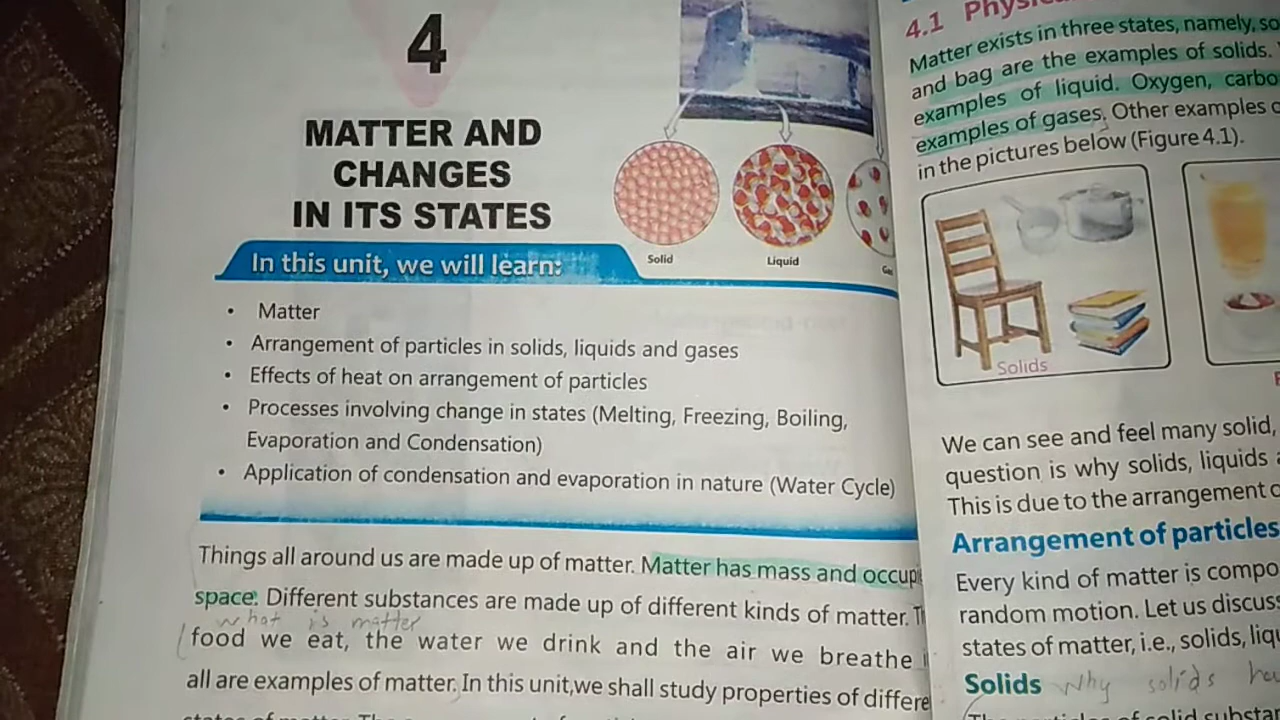 4
MATTER AND
CHANGES
IN ITS STATES
Solid
Liquid
In this unit, we will learn:
• Matter
• Arrangement of particles in solids, liquids and gases
• Effects of heat on arrangement of particles
• Processes involving change in states (Melting, Freezing, Boiling,
Evaporation and Condensation)
• Application of condensation and evaporation in nature (Water Cycle)
Things all around us are made up of matter. Matter has mass and
space. Different substances are made up of different kinds of matter.
what is matter
food we eat, the water we drink and the air we breathe
all are examples of matter. In this unit,we shall study properties of
4.1
Matter exists in three states, namely,
and bag are the examples of solids.
examples of liquid. Oxygen,
examples of gases. Other examples
in the pictures below (Figure 4.1).
Solids
We can see and feel many solid,
question is why solids, liquids
This is due to the arrangement
Arrangement of particles
Every kind of matter is
random motion. Let us
states of matter, i.e., solids,
Solids why solids